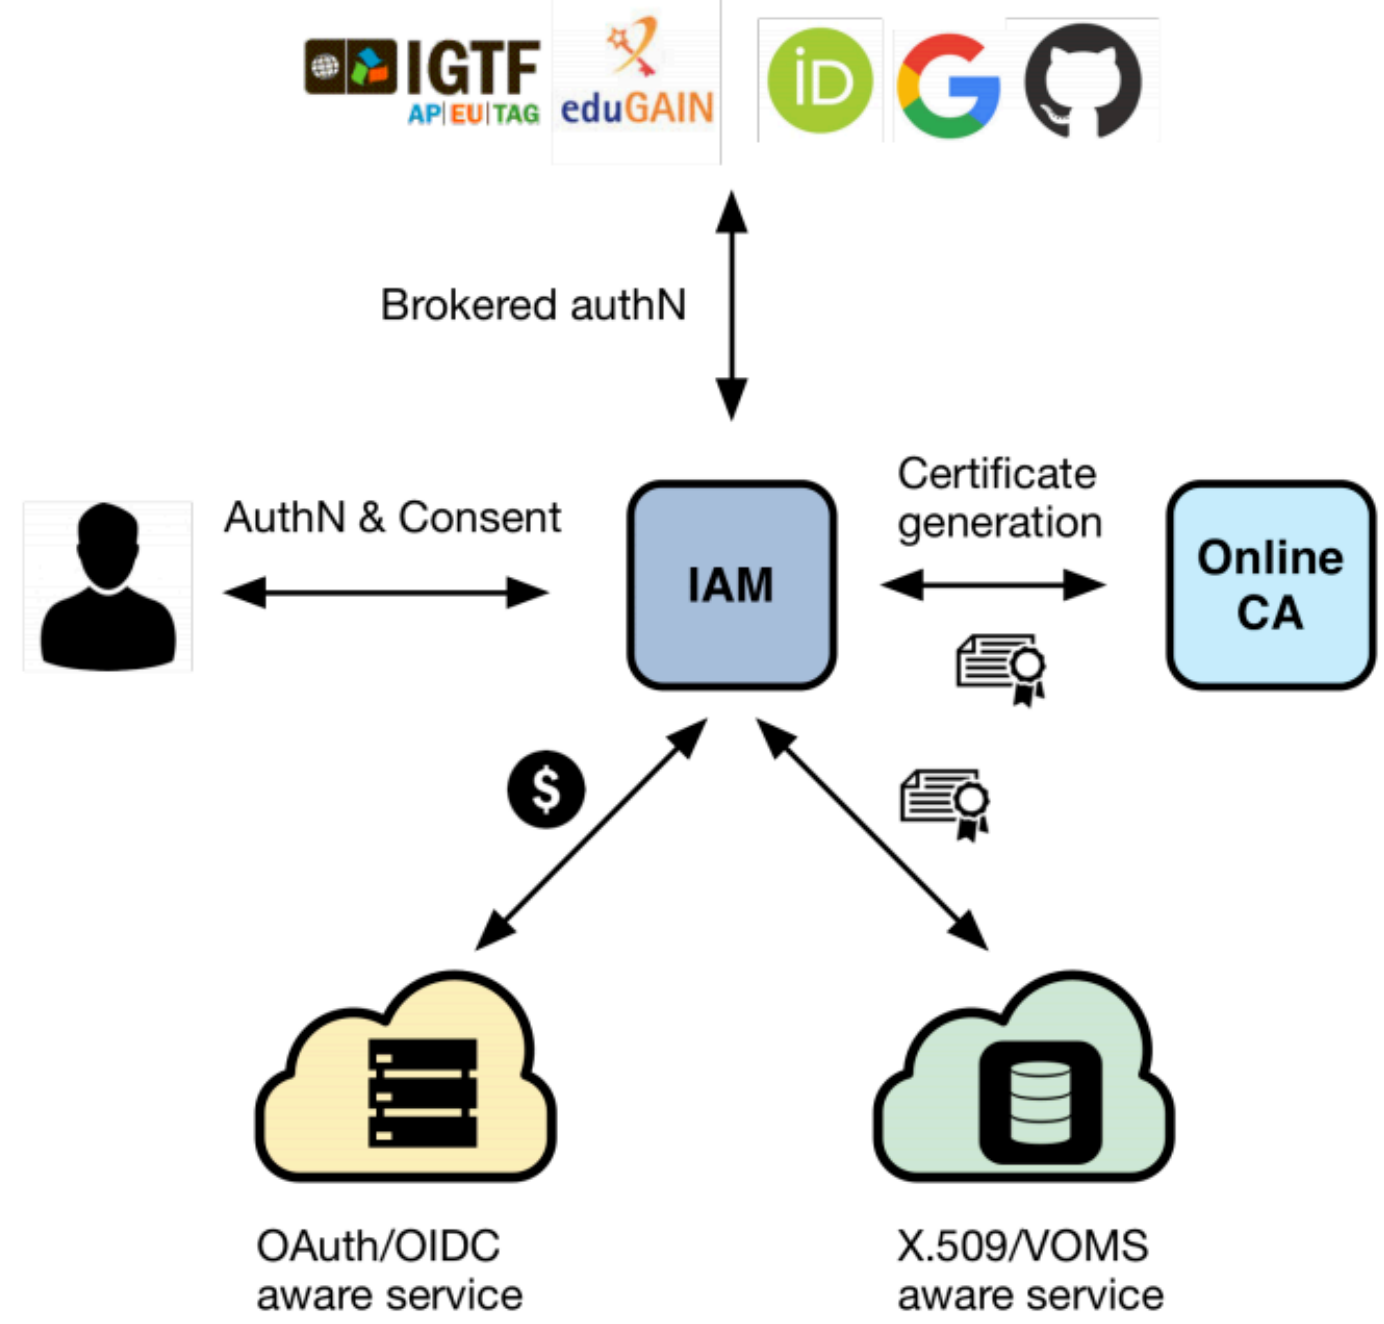 IGTF
AP|EU|TAG
eduGAIN
iD
G
Brokered authN
AuthN & Consent
IAM
Certificate
generation
Online
CA
$
OAuth/OIDC
aware service
X.509/VOMS
aware service